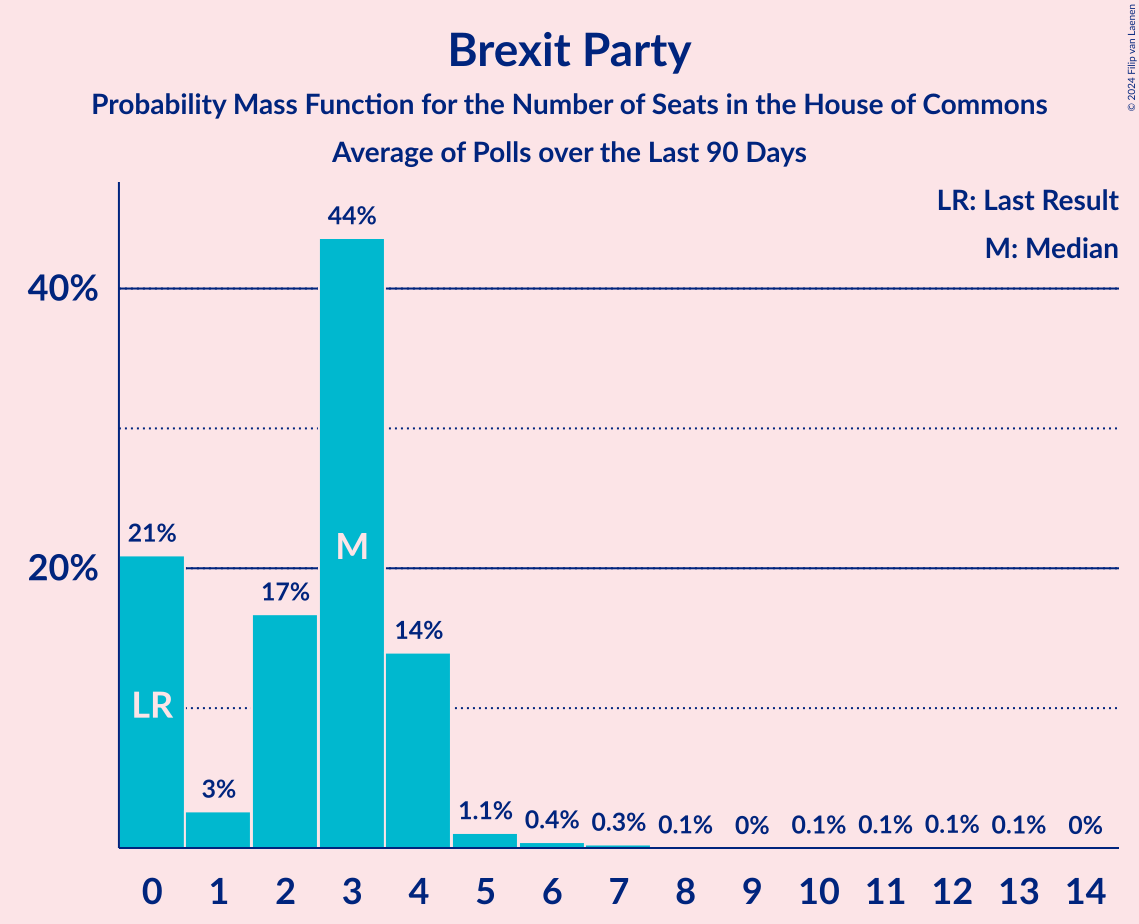 Brexit Party
Probability Mass Function for the Number of Seats in the House of Commons
Average of Polls over the Last 90 Days
© 2024 Filip van Laenen
LR: Last Result
M: Median
44%
40%
21%
M
20%
17%
14%
LR
3%
1.1%
0.4%
0.3%
0.1%
0%
0.1%
0.1%
0.1%
0.1%
0%
0 1 2 3 4 5 6 7 8 9 10 11 12 13 14